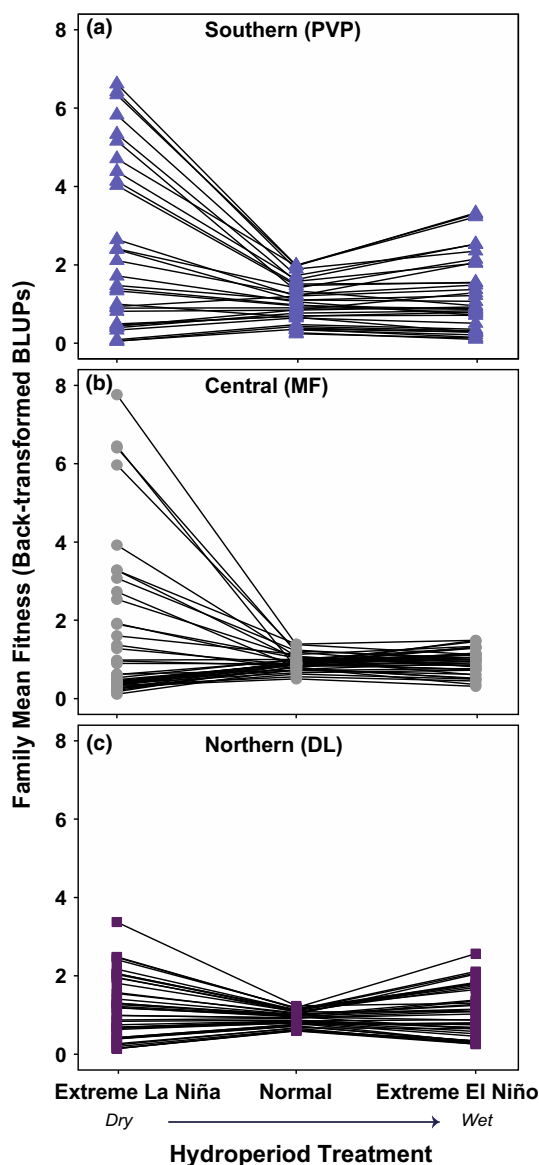 Family Mean Fitness (Back-transformed BLUPs)
(a) Southern (PVP)
8
6
4
2
0
(b) Central (MF)
8
6
4
2
0
(c) Northern (DL)
8
6
4
2
0
Extreme La Niña Normal Extreme El Niño
Dry Wet
Hydroperiod Treatment